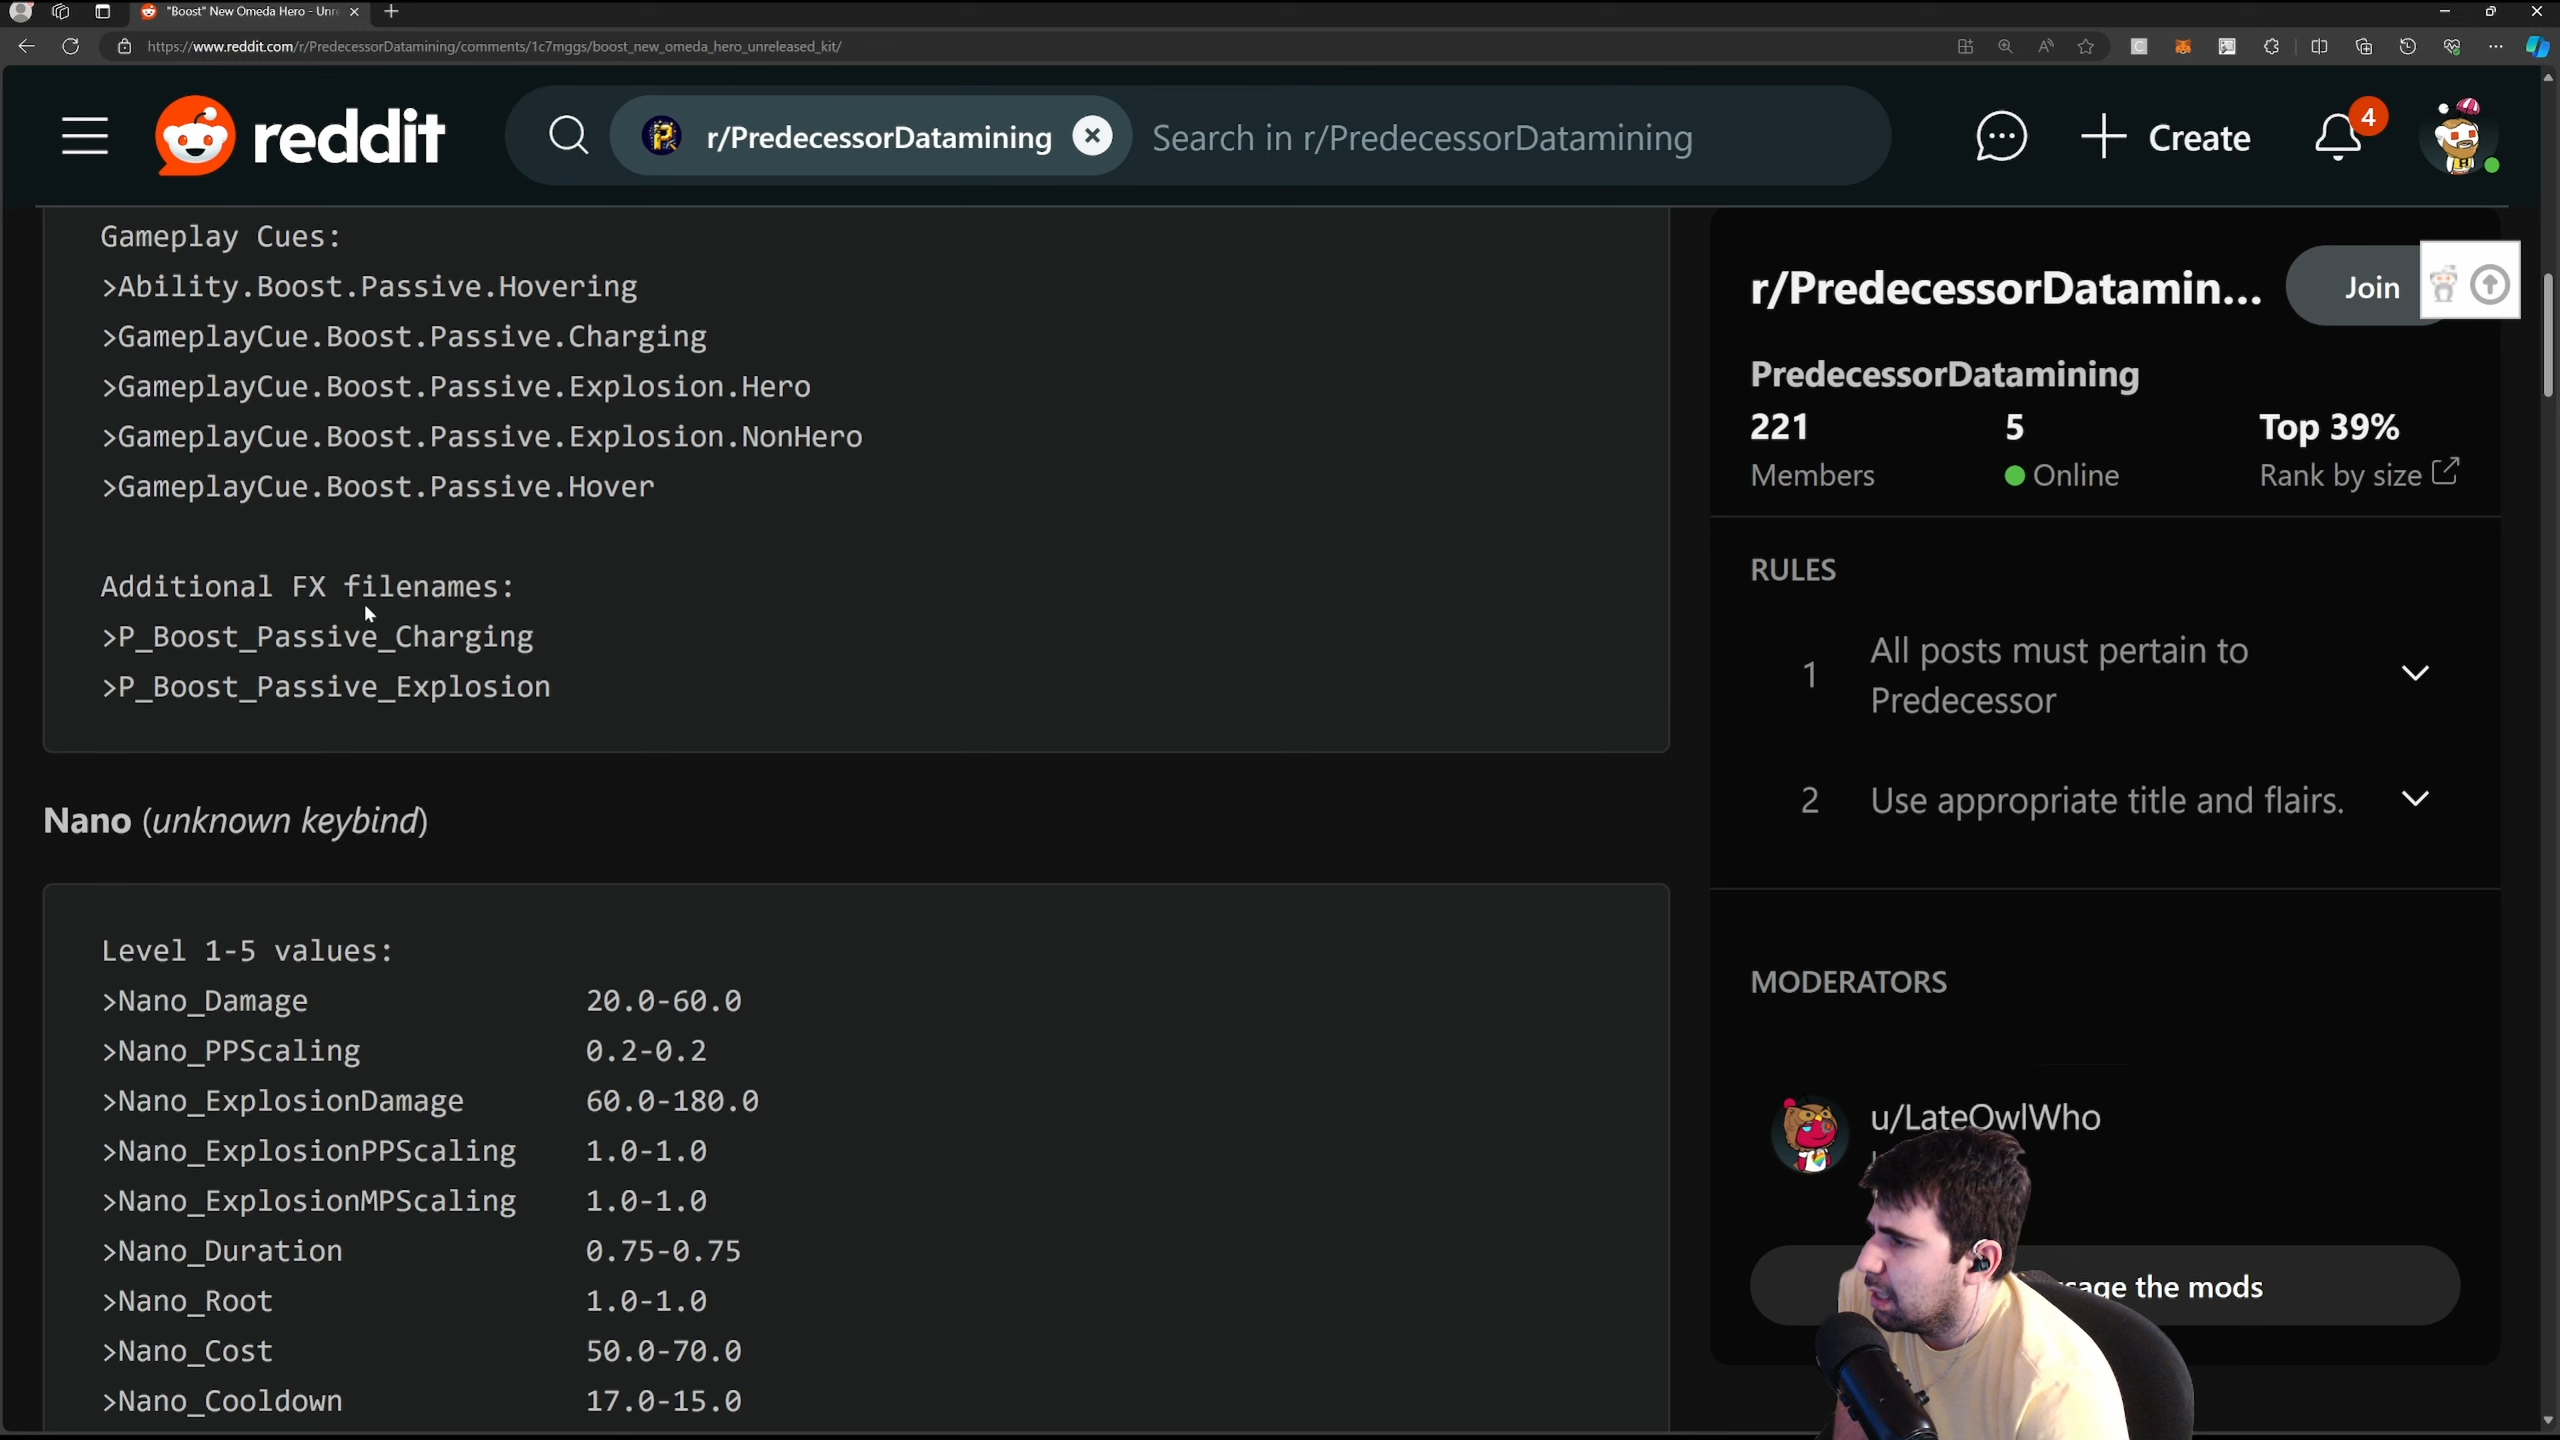 "Boost" New Omeda Hero - Unre
https://www.reddit.com/r/PredecessorDatamining/comments/1c7mggs/boost_new_omeda_hero_unreleased_kit/
reddit
r/PredecessorDatamining
Search in r/PredecessorDatamining
Create
4
Gameplay Cues:
>Ability.Boost.Passive.Hovering
>GameplayCue.Boost.Passive.Charging
>GameplayCue.Boost.Passive.Explosion.Hero
>GameplayCue.Boost.Passive.Explosion.NonHero
>GameplayCue.Boost.Passive.Hover
Additional FX filenames:
>P_Boost_Passive_Charging
>P_Boost_Passive_Explosion
Nano (unknown keybind)
Level 1-5 values:
>Nano_Damage 20.0-60.0
>Nano_PPScaling 0.2-0.2
>Nano_ExplosionDamage 60.0-180.0
>Nano_ExplosionPPScaling 1.0-1.0
>Nano_ExplosionMPScaling 1.0-1.0
>Nano_Duration 0.75-0.75
>Nano_Root 1.0-1.0
>Nano_Cost 50.0-70.0
>Nano_Cooldown 17.0-15.0
r/PredecessorDatamin...
Join
PredecessorDatamining
221 5 Top 39%
Members Online Rank by size
RULES
1 All posts must pertain to
Predecessor
2 Use appropriate title and flairs.
MODERATORS
u/LateOwlWho
sage the mods